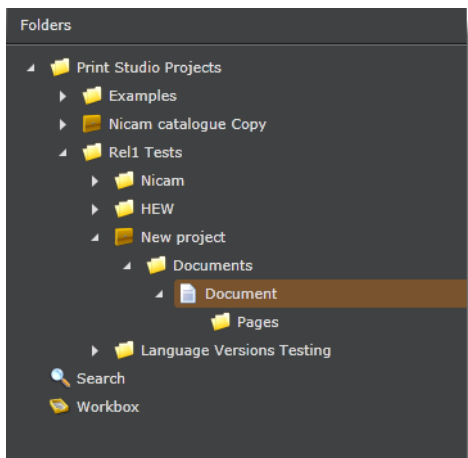 Folders
Print Studio Projects
Examples
Nicam catalogue Copy
Rel1 Tests
Nicam
HEW
New project
Documents
Document
Pages
Language Versions Testing
Search
Workbox